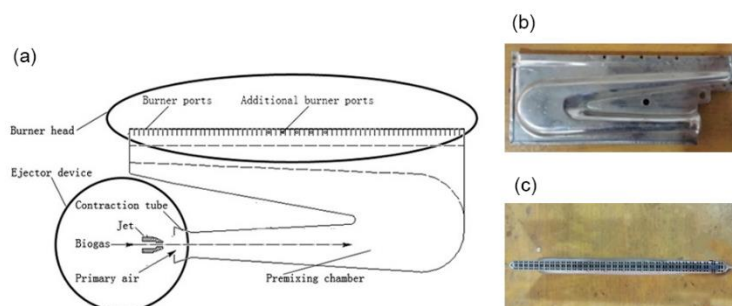 (a)
(b)
Burner ports
Additional burner ports
Burner head
Ejector device
Contraction tube
Jet
Biogas
Primary air
Premixing chamber
(c)